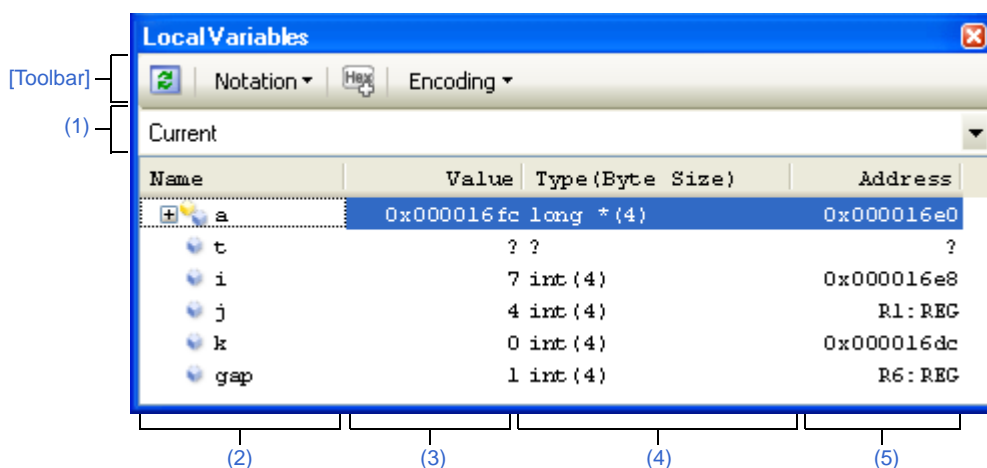 Local Variables
[Toolbar] Notation Hex Encoding
(1) Current
Name Value Type(Byte Size) Address
a 0x000016fc long *(4) 0x000016e0
t ? ? ?
i 7 int(4) 0x000016e8
j 4 int(4) R1:REG
k 0 int(4) 0x000016dc
gap 1 int(4) R6:REG
(2) (3) (4) (5)